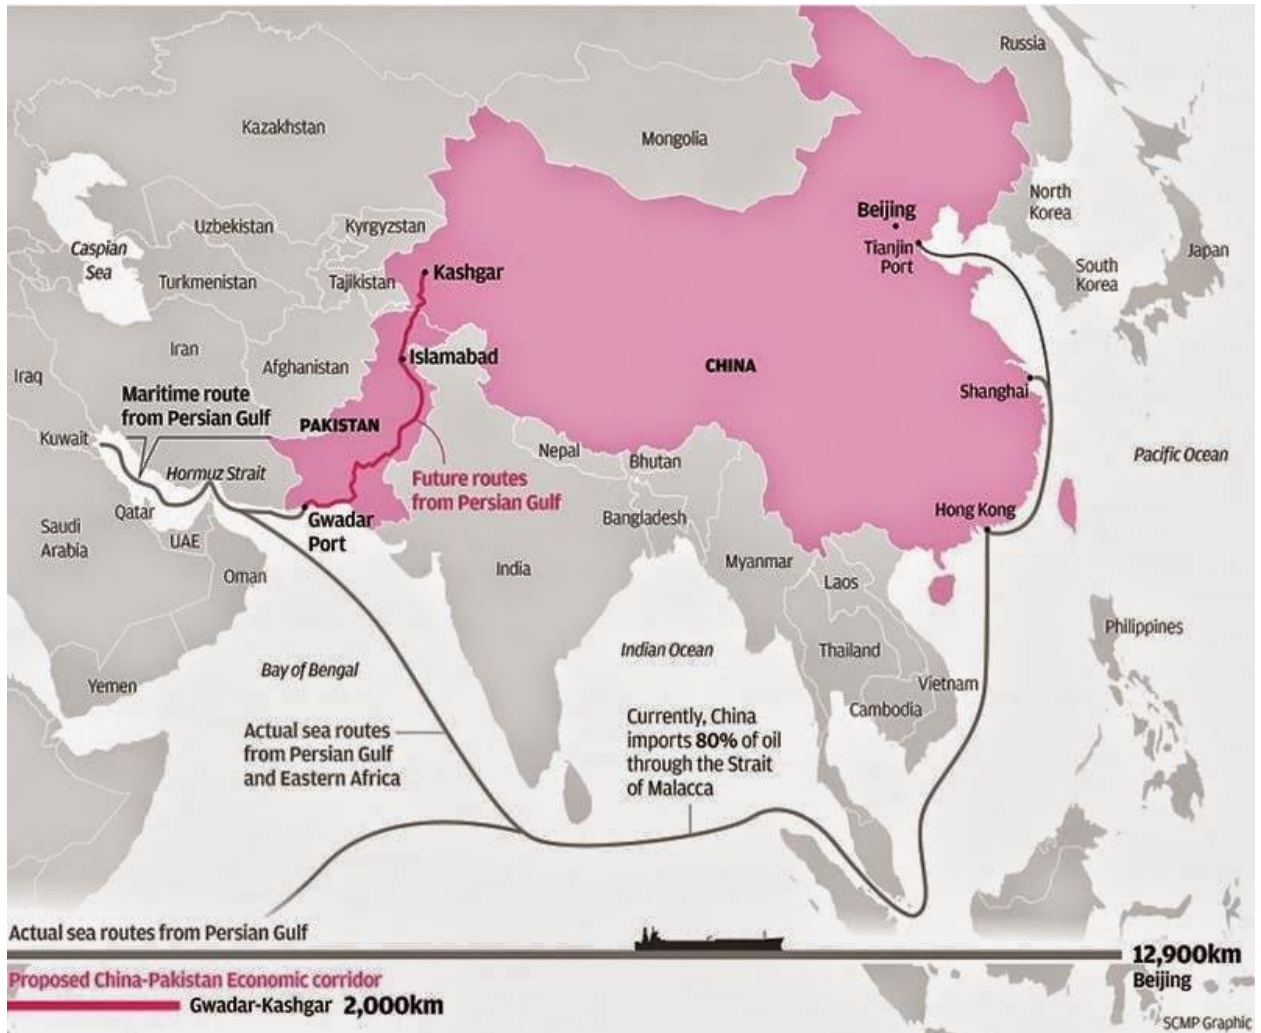 Russia
Kazakhstan
Mongolia
North
Korea
Beijing
Uzbekistan
Kyrgyzstan
Tianjin
Port
Caspian
Sea
Japan
Kashgar
South
Korea
Turkmenistan
Tajikistan
Iran
Islamabad
Afghanistan
CHINA
Iraq
Shanghai
Maritime route
from Persian Gulf
PAKISTAN
Kuwait
Nepal
Bhutan
Pacific Ocean
Hormuz Strait
Future routes
from Persian Gulf
Qatar
Gwadar
Port
Hong Kong
Saudi
Arabia
Bangladesh
UAE
Myanmar
India
Oman
Laos
Philippines
Indian Ocean
Thailand
Bay of Bengal
Yemen
Vietnam
Cambodia
Currently, China
imports 80% of oil
through the Strait
of Malacca
Actual sea routes
from Persian Gulf
and Eastern Africa
Actual sea routes from Persian Gulf
12,900km
Beijing
Proposed China-Pakistan Economic corridor
Gwadar-Kashgar 2,000km
SCMP Graphic